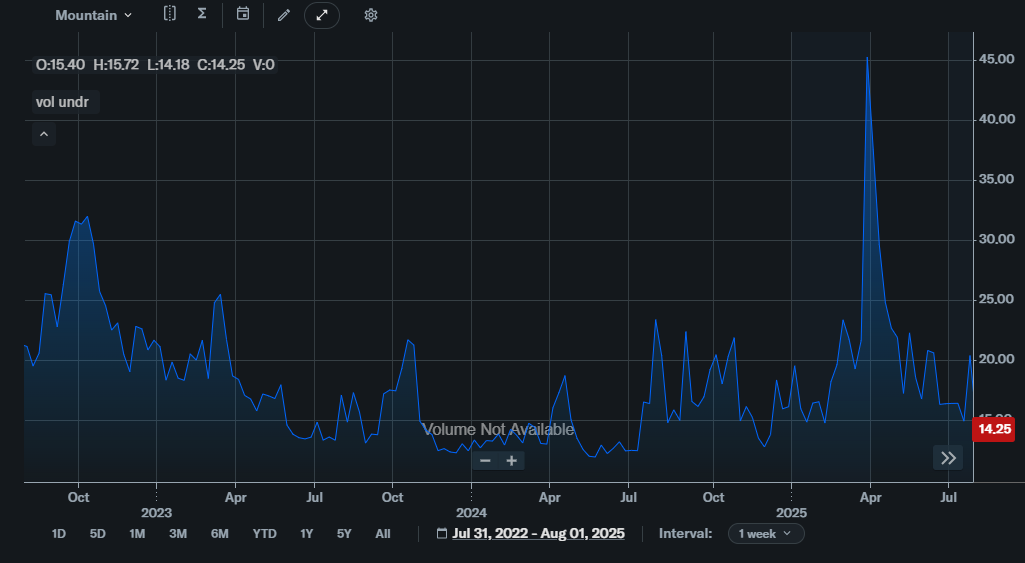 Mountain
O:15.40 H:15.72 L:14.18 C:14.25 V:0
vol undr
45.00
40.00
35.00
30.00
25.00
20.00
15.00
14.25
Volume Not Available
Oct Apr Jul Oct Apr Jul Oct Apr Jul
2023 2024 2025
1D 5D 1M 3M 6M YTD 1Y 5Y All Jul 31, 2022 - Aug 01, 2025 Interval: 1 week